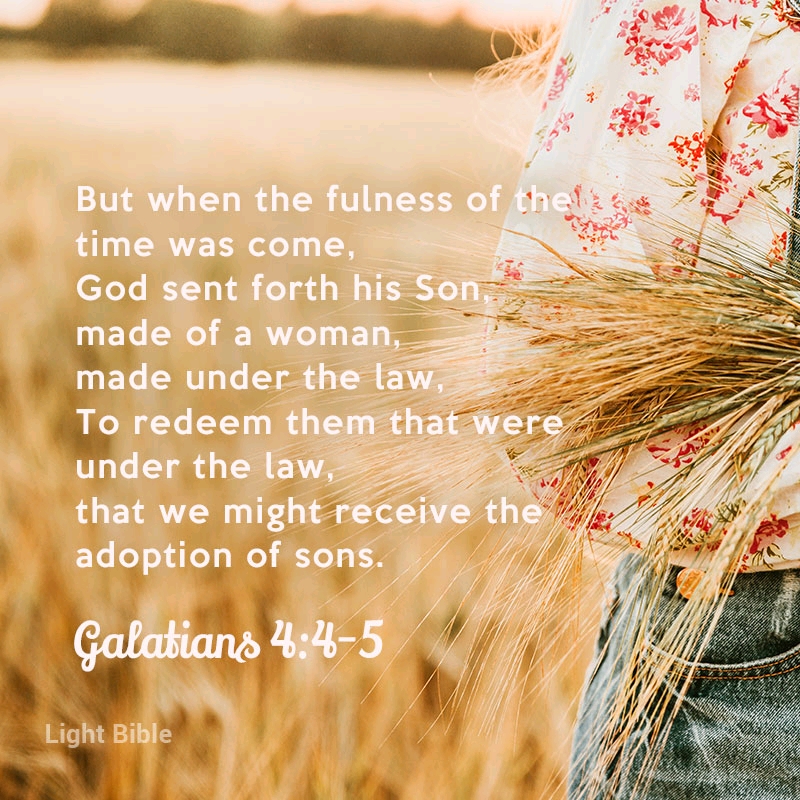 But when the fulness of the
time was come,
God sent forth his Son,
made of a woman,
made under the law,
To redeem them that were
under the law,
that we might receive the
adoption of sons.
Galatians 4:4-5
Light Bible